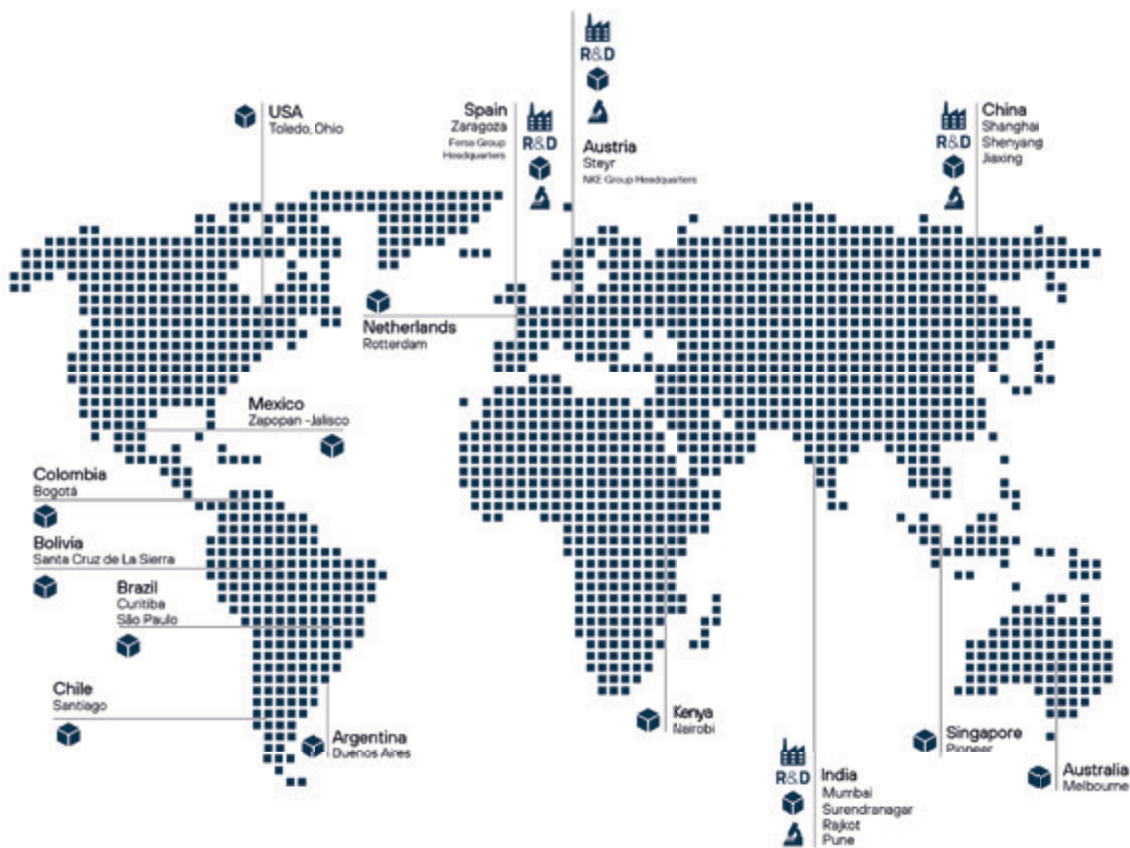 R&D
Austria
Steyr
NKE Group Headquarters
USA
Toledo, Ohio
Spain
Zaragoza
Fersa Group
Headquarters
R&D
China
Shanghai
Shenyang
Jiaxing
R&D
Netherlands
Rotterdam
Mexico
Zapopan -Jalisco
Colombia
Bogotá
Bolivia
Santa Cruz de La Sierra
Brazil
Curitiba
São Paulo
Chile
Santiago
Argentina
Buenos Aires
Kenya
Nairobi
R&D
India
Mumbai
Surendranagar
Rajkot
Pune
Singapore
Pioneer
Australia
Melbourne